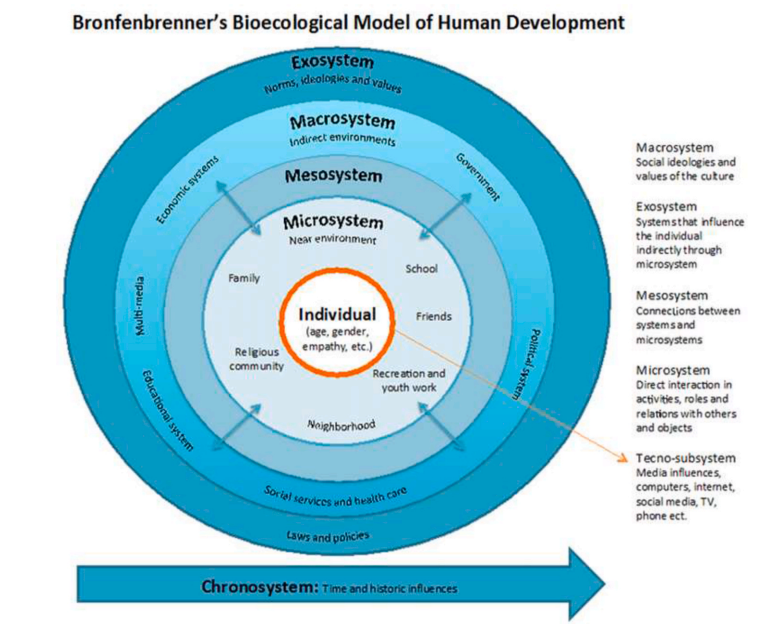 Bronfenbrenner's Bioecological Model of Human Development
Exosystem
Norms, ideologies and values
Macrosystem
Indirect environments
Economic systems
Government
Mesosystem
Microsystem
Near environment
Family
School
Multi-media
Individual
(age, gender,
empathy, etc.)
Friends
Religious
community
Recreation and
youth work
Political system
Educational system
Neighborhood
Social services and health care
Laws and policies
Macrosystem
Social ideologies and
values of the culture
Exosystem
Systems that influence
the individual
indirectly through
microsystem
Mesosystem
Connections between
systems and
microsystems
Microsystem
Direct interaction in
activities, roles and
relations with others
and objects
Tecno-subsystem
Media influences,
computers, internet,
social media, TV,
phone ect.
Chronosystem: Time and historic influences